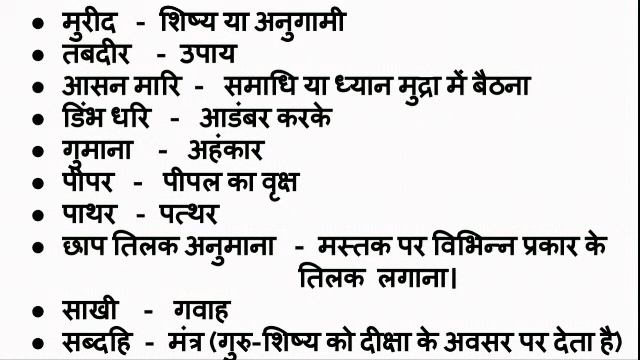 ● मुरीद - शिष्य या अनुगामी
● तबदीर - उपाय
● आसन मारि - समाधि या ध्यान मुद्रा में बैठना
● डिंभ धरि - आडंबर करके
● गुमाना - अहंकार
● पीपर - पीपल का वृक्ष
● पाथर - पत्थर
● छाप तिलक अनुमाना - मस्तक पर विभिन्न प्रकार के
तिलक लगाना।
● साखी - गवाह
● सब्दहि - मंत्र (गुरु-शिष्य को दीक्षा के अवसर पर देता है)